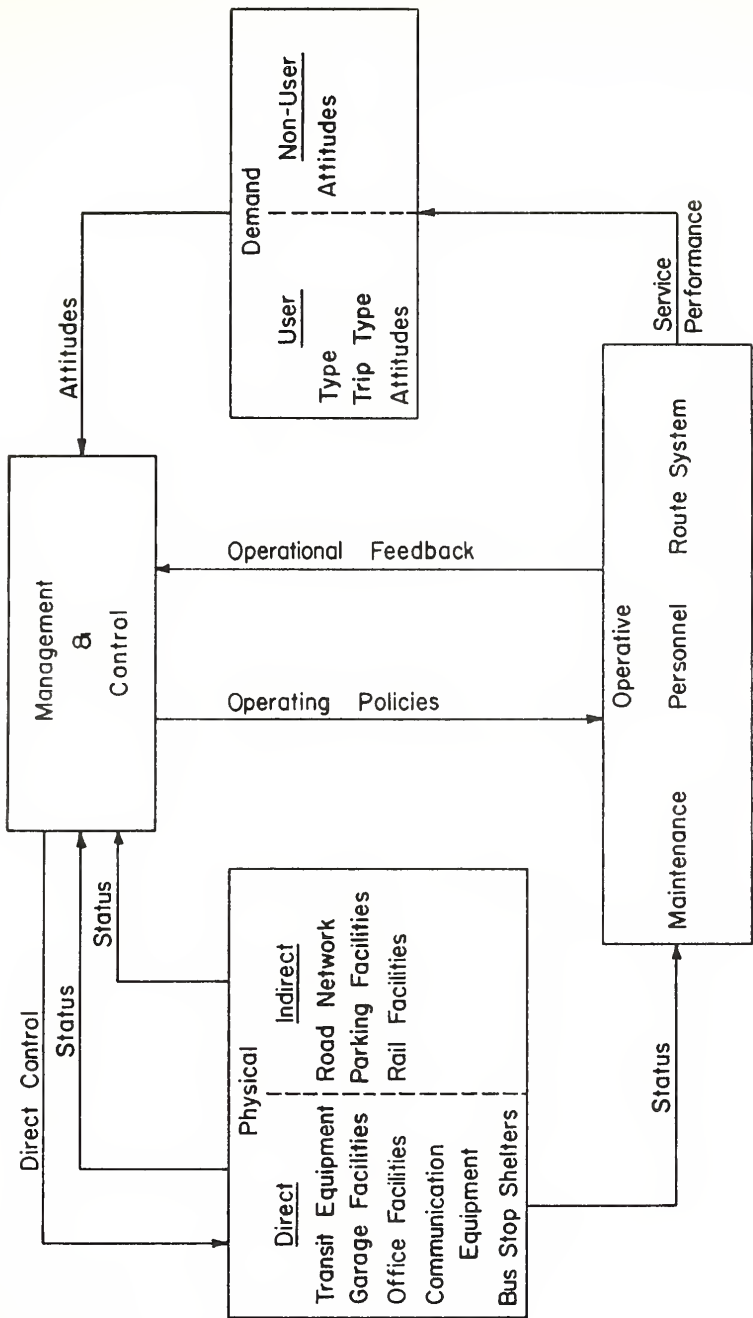 Management
&
Control
Direct Control
Status
Status
Attitudes
Physical
Direct
Transit Equipment
Garage Facilities
Office Facilities
Communication
Equipment
Bus Stop Shelters
Indirect
Road Network
Parking Facilities
Rail Facilities
Operating Policies
Operational Feedback
Demand
User
Type
Trip Type
Attitudes
Non-User
Attitudes
Status
Service
Performance
Operative
Maintenance Personnel Route System